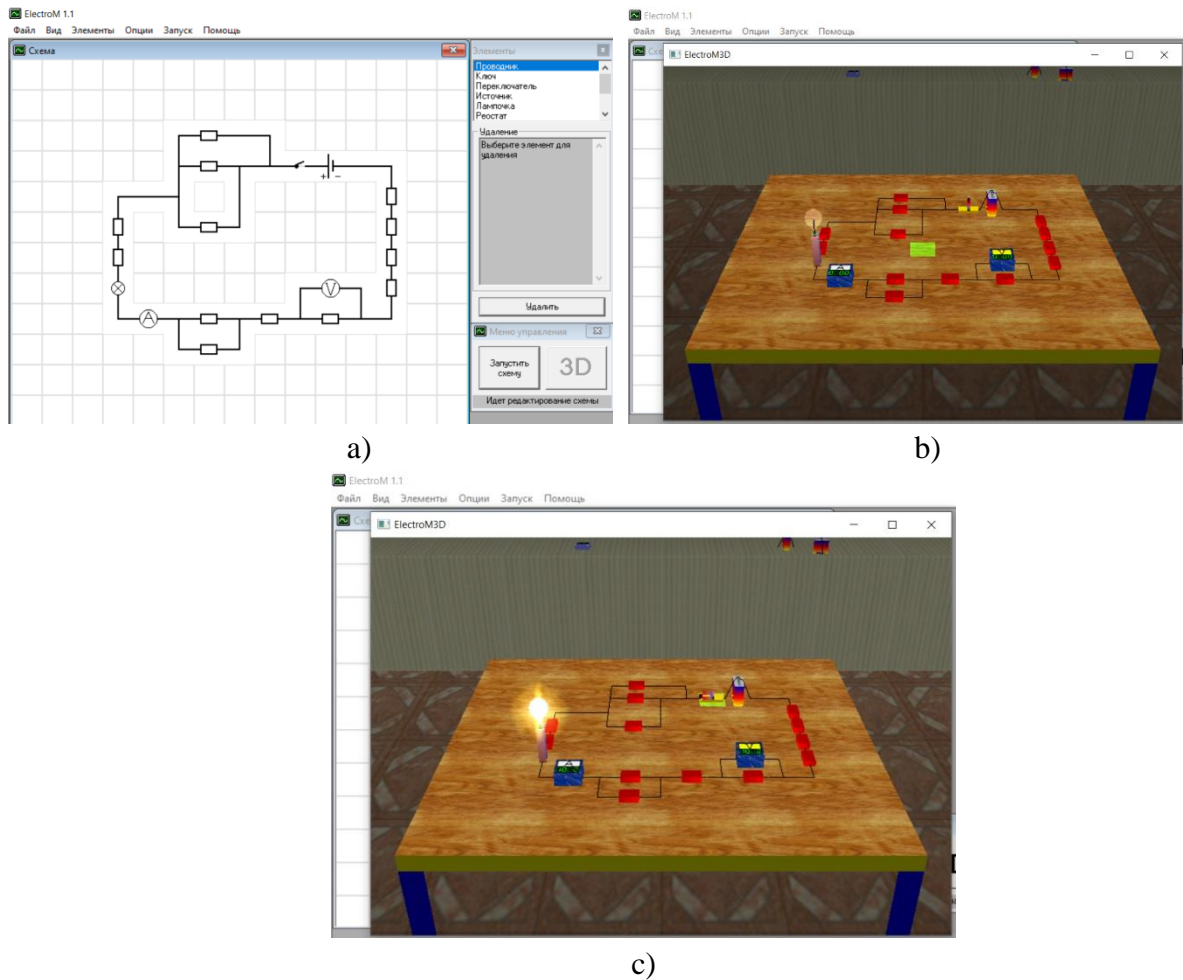 ElectroM 1.1
Файл Вид Элементы Опции Запуск Помощь
Схема
Элементы
Проводник
Ключ
Переключатель
Источник
Лампочка
Реостат
Удаление
Выберите элемент для
удаления
Удалить
Меню управления
Запустить
схему
3D
Идет редактирование схемы
+ −
A
V
a)
ElectroM 1.1
Файл Вид Элементы Опции Запуск Помощь
ElectroM3D
A
V
b)
ElectroM 1.1
Файл Вид Элементы Опции Запуск Помощь
ElectroM3D
A
V
c)